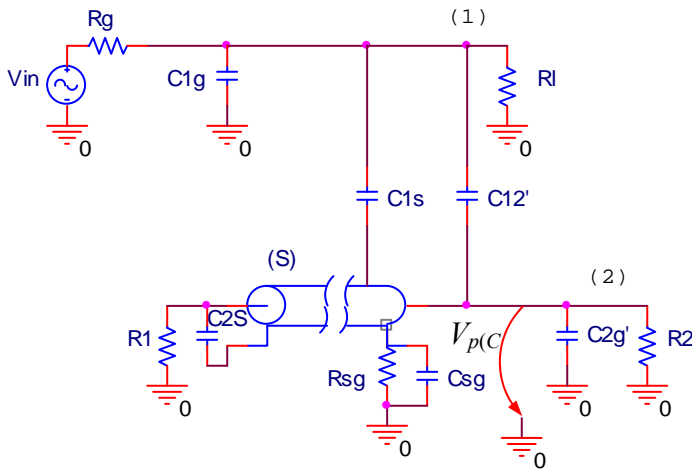 Rg
(1)
Vin
C1g
Rl
0
0
0
C1s
C12'
(S)
(2)
C2S
R1
V_{p(C}
C2g'
R2
Rsg
Csg
0
0
0
0
0